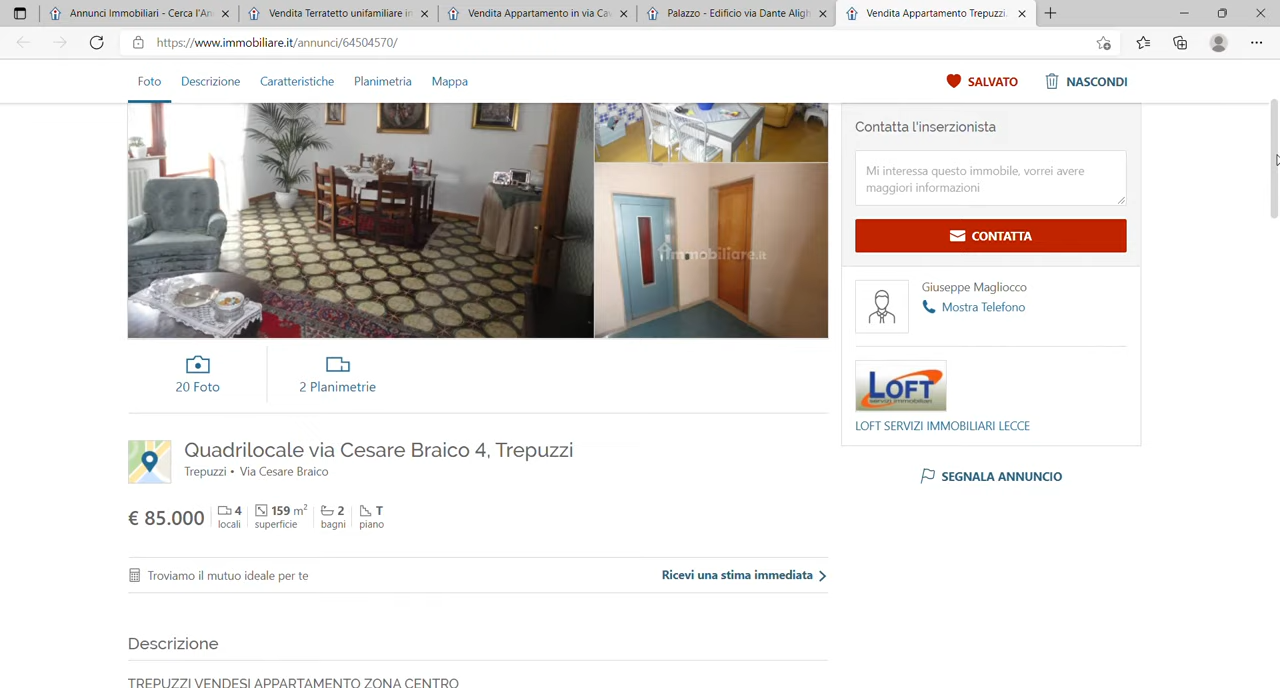 Annunci Immobiliari - Cerca l'An
Vendita Terratetto unifamiliare in
Vendita Appartamento in via Cav
Palazzo - Edificio via Dante Aligh
Vendita Appartamento Trepuzzi,
https://www.immobiliare.it/annunci/64504570/
Foto
Descrizione
Caratteristiche
Planimetria
Mappa
SALVATO
NASCONDI
immobiliare.it
20 Foto
2 Planimetrie
Quadrilocale via Cesare Braico 4, Trepuzzi
Trepuzzi • Via Cesare Braico
€ 85.000
4
locali
159 m²
superficie
2
bagni
T
piano
Troviamo il mutuo ideale per te
Ricevi una stima immediata
Descrizione
TREPUZZI VENDESI APPARTAMENTO ZONA CENTRO
Contatta l'inserzionista
Mi interessa questo immobile, vorrei avere
maggiori informazioni
CONTATTA
Giuseppe Magliocco
Mostra Telefono
LOFT
servizi immobiliari
LOFT SERVIZI IMMOBILIARI LECCE
SEGNALA ANNUNCIO